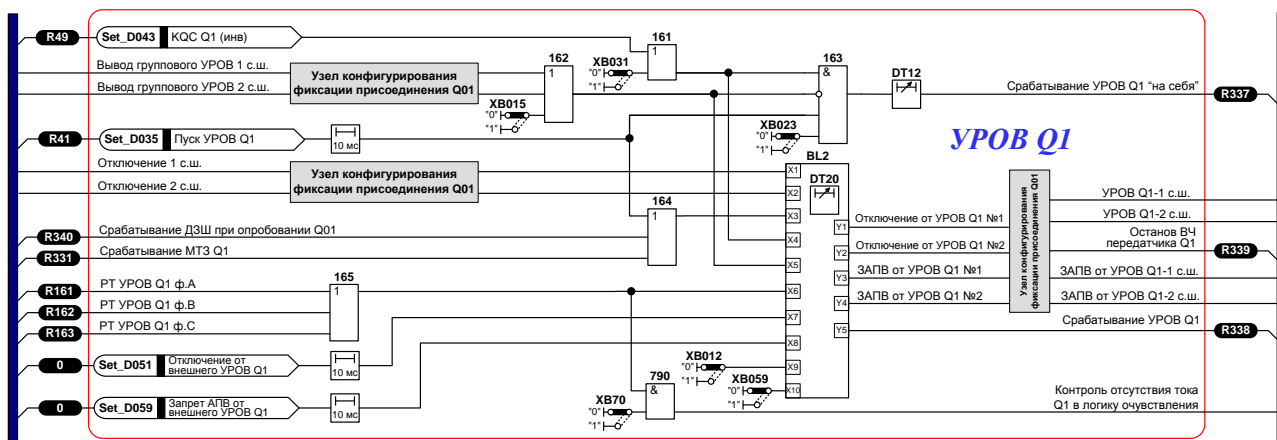 R49
Set_D043
KQC Q1 (инв)
161
1
XB031
"0"
"1"
162
1
Вывод группового УРОВ 1 с.ш.
Вывод группового УРОВ 2 с.ш.
Узел конфигурирования
фиксации присоединения Q01
XB015
"0"
"1"
163
&
DT12
Срабатывание УРОВ Q1 "на себя"
R337
R41
Set_D035
Пуск УРОВ Q1
10 мс
XB023
"0"
"1"
УРОВ Q1
Отключение 1 с.ш.
Отключение 2 с.ш.
Узел конфигурирования
фиксации присоединения Q01
BL2
DT20
X1
X2
X3
X4
X5
X6
X7
X8
X9
X10
Y1
Y2
Y3
Y4
Y5
164
1
R340
Срабатывание ДЗШ при опробовании Q01
R331
Срабатывание МТЗ Q1
Отключение от УРОВ Q1 №1
Отключение от УРОВ Q1 №2
ЗАПВ от УРОВ Q1 №1
ЗАПВ от УРОВ Q1 №2
Узел конфигурирования
фиксации присоединения Q01
УРОВ Q1-1 с.ш.
УРОВ Q1-2 с.ш.
Останов ВЧ
передатчика Q1
R339
ЗАПВ от УРОВ Q1-1 с.ш.
ЗАПВ от УРОВ Q1-2 с.ш.
Срабатывание УРОВ Q1
R338
165
1
R161
РТ УРОВ Q1 ф.А
R162
РТ УРОВ Q1 ф.В
R163
РТ УРОВ Q1 ф.С
0
Set_D051
Отключение от
внешнего УРОВ Q1
10 мс
0
Set_D059
Запрет АПВ от
внешнего УРОВ Q1
10 мс
XB012
"0"
"1"
XB059
"0"
"1"
790
&
XB70
"0"
"1"
Контроль отсутствия тока
Q1 в логику очувствления